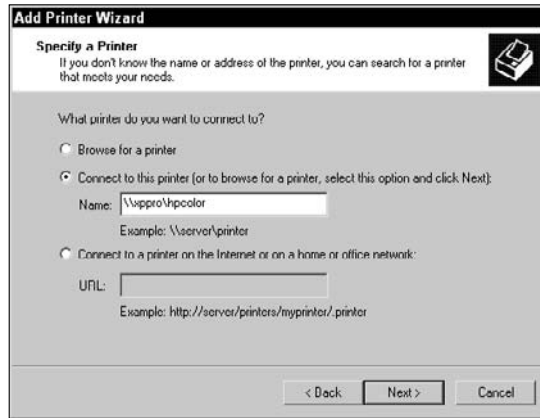 Add Printer Wizard
Specify a Printer
If you don't know the name or address of the printer, you can search for a printer
that meets your needs.
What printer do you want to connect to?
Browse for a printer
Connect to this printer (or to browse for a printer, select this option and click Next):
Name: \\xppro\hpcolor
Example: \\server\printer
Connect to a printer on the Internet or on a home or office network:
URL:
Example: http://server/printers/myprinter/.printer
< Back Next > Cancel